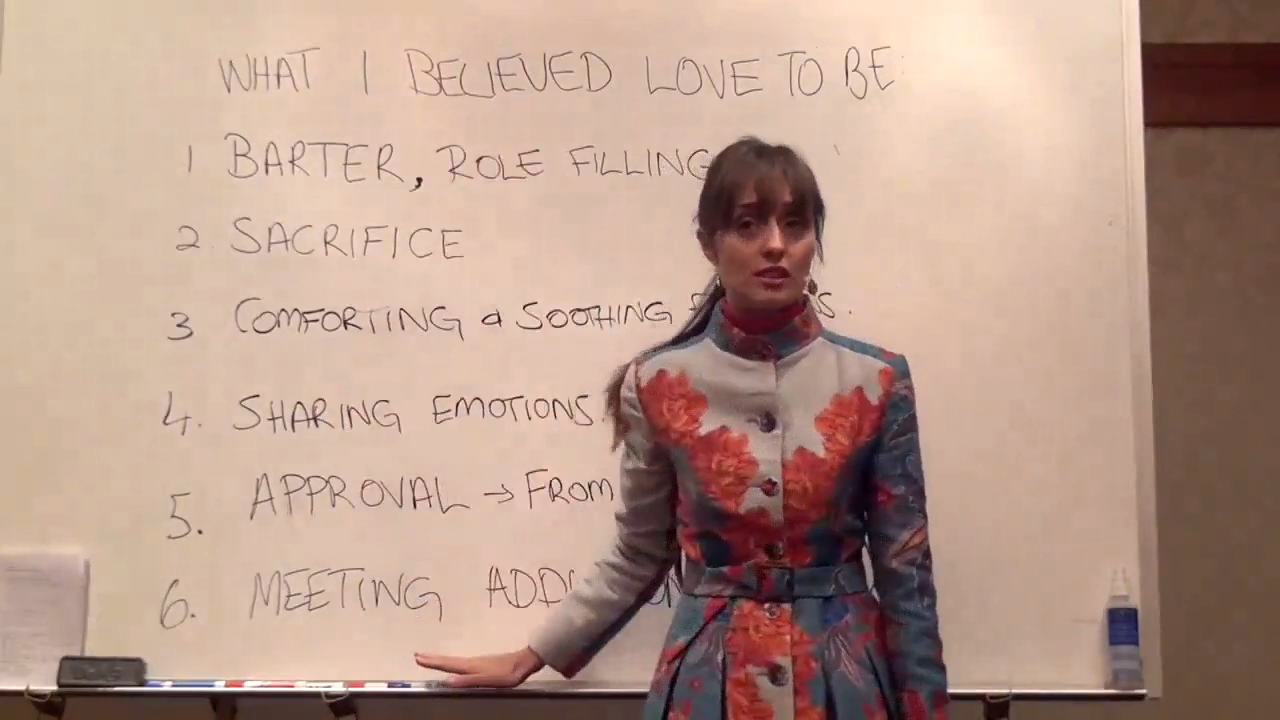 WHAT I BELIEVED LOVE TO BE
1 BARTER, ROLE FILLING
2 SACRIFICE
3 COMFORTING & SOOTHING
4. SHARING EMOTIONS.
5. APPROVAL → FROM
6. MEETING